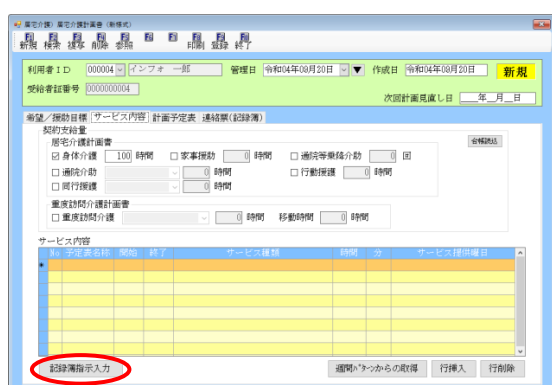 居宅介護) 居宅介護計画書 (新様式)
新規 検索 複写 削除 参照 印刷 登録 終了
利用者ID 000004 インフォ 一郎 管理日 令和04年09月20日 作成日 令和04年09月20日 新規
受給者証番号 0000000004 次回計画見直し日 __年__月__日
希望/援助目標 サービス内容 計画予定表 連絡票(記録簿)
契約支給量
居宅介護計画書 台帳読込
身体介護 100 時間 家事援助 0 時間 通院等乗降介助 0 回
通院介助 0 時間 行動援護 0 時間
同行援護 0 時間
重度訪問介護計画書
重度訪問介護 0 時間 移動時間 0 時間
サービス内容
No 予定表名称 開始 終了 サービス種類 時間 分 サービス提供曜日
*
記録簿指示入力 週間パターンからの取得 行挿入 行削除